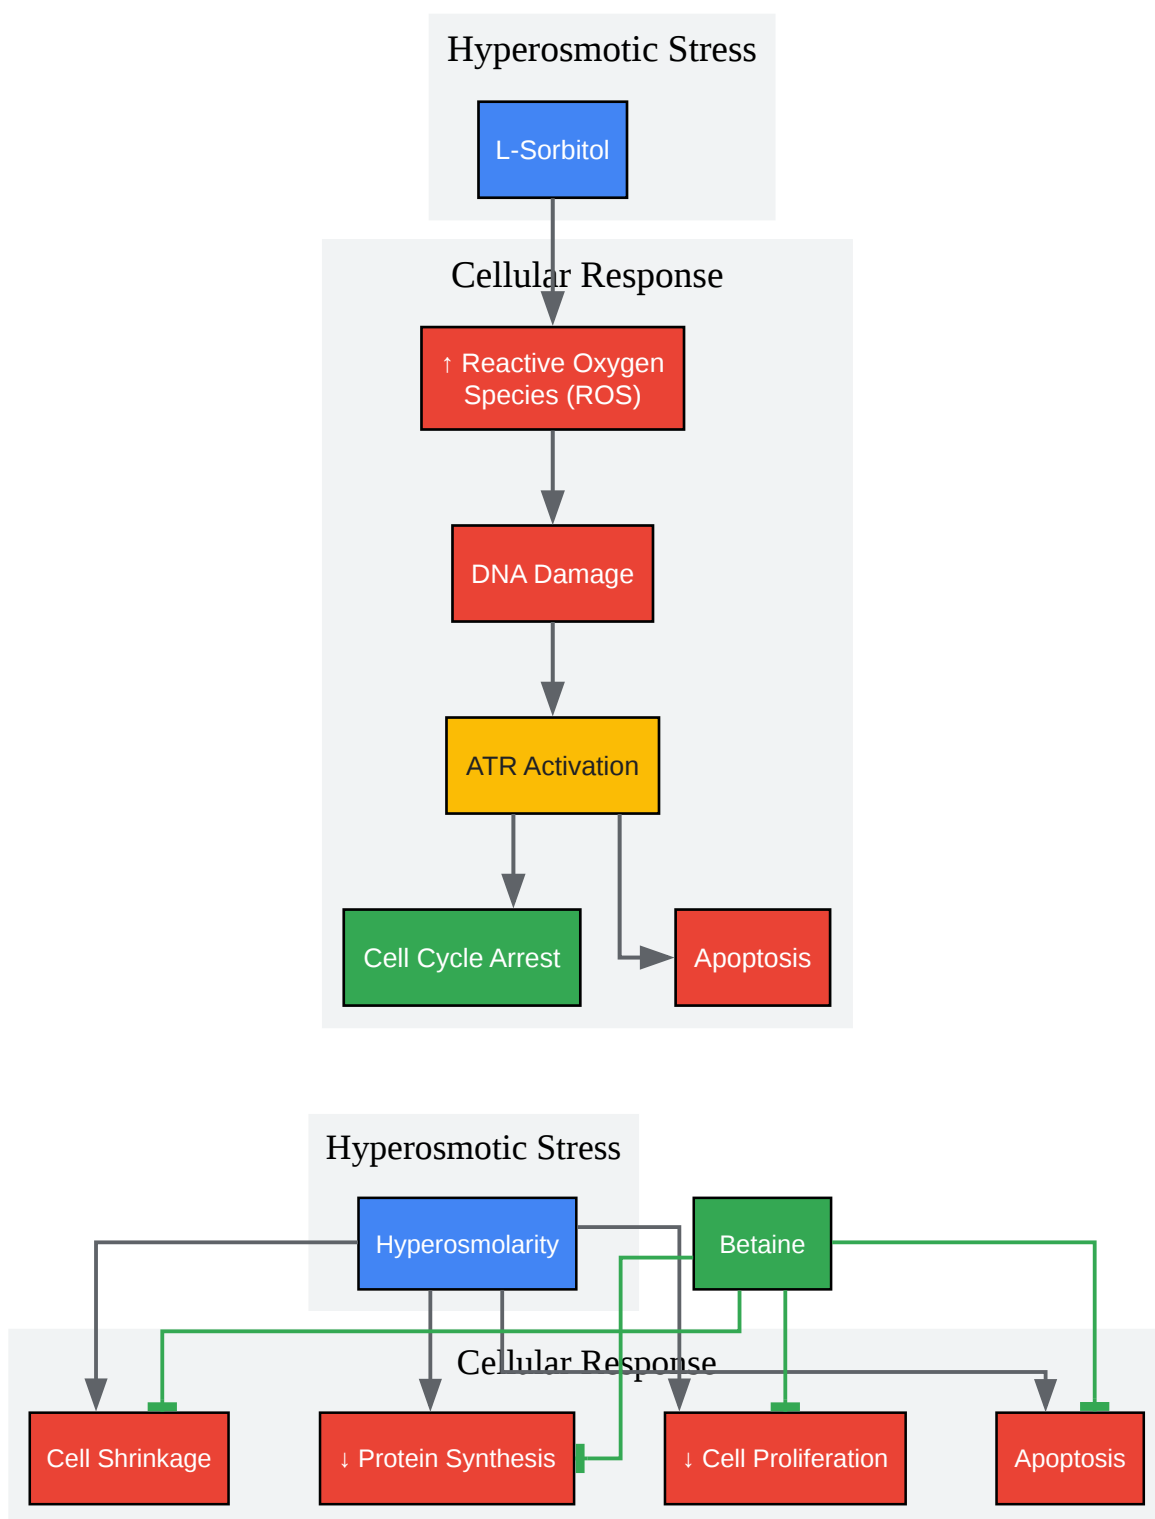 Hyperosmotic Stress
L-Sorbitol
Cellular Response
↑ Reactive Oxygen
Species (ROS)
DNA Damage
ATR Activation
Cell Cycle Arrest
Apoptosis
Hyperosmotic Stress
Hyperosmolarity
Betaine
Cellular Response
Cell Shrinkage
↓ Protein Synthesis
↓ Cell Proliferation
Apoptosis